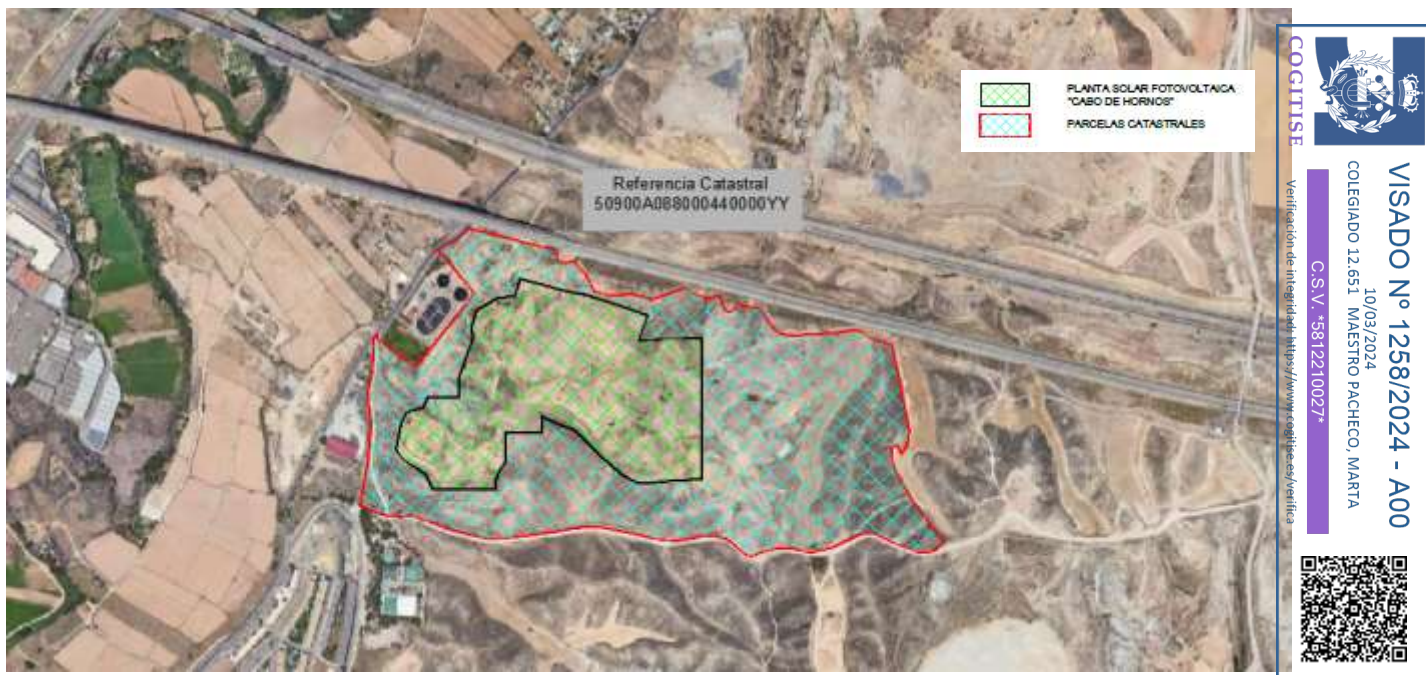 PLANTA SOLAR FOTOVOLTAICA
"CABO DE HORNOS"
PARCELAS CATASTRALES
Referencia Catastral
50900A088000440000YY
COGITISE
VISADO Nº 1258/2024 - A00
10/03/2024
COLEGIADO 12.651 MAESTRO PACHECO, MARTA
C.S.V. *5812210027*
Verificación de integridad: https://www.cogitise.es/verifica